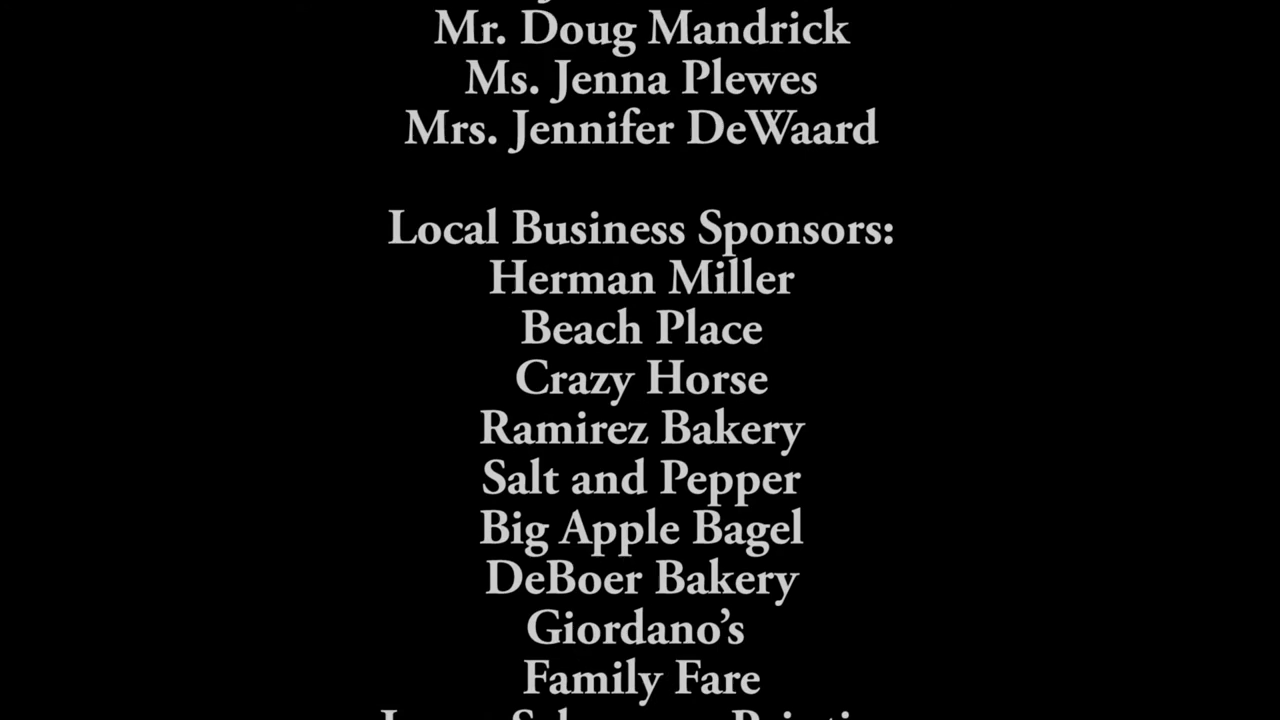 Mr. Doug Mandrick
Ms. Jenna Plewes
Mrs. Jennifer DeWaard
Local Business Sponsors:
Herman Miller
Beach Place
Crazy Horse
Ramirez Bakery
Salt and Pepper
Big Apple Bagel
DeBoer Bakery
Giordano’s
Family Fare